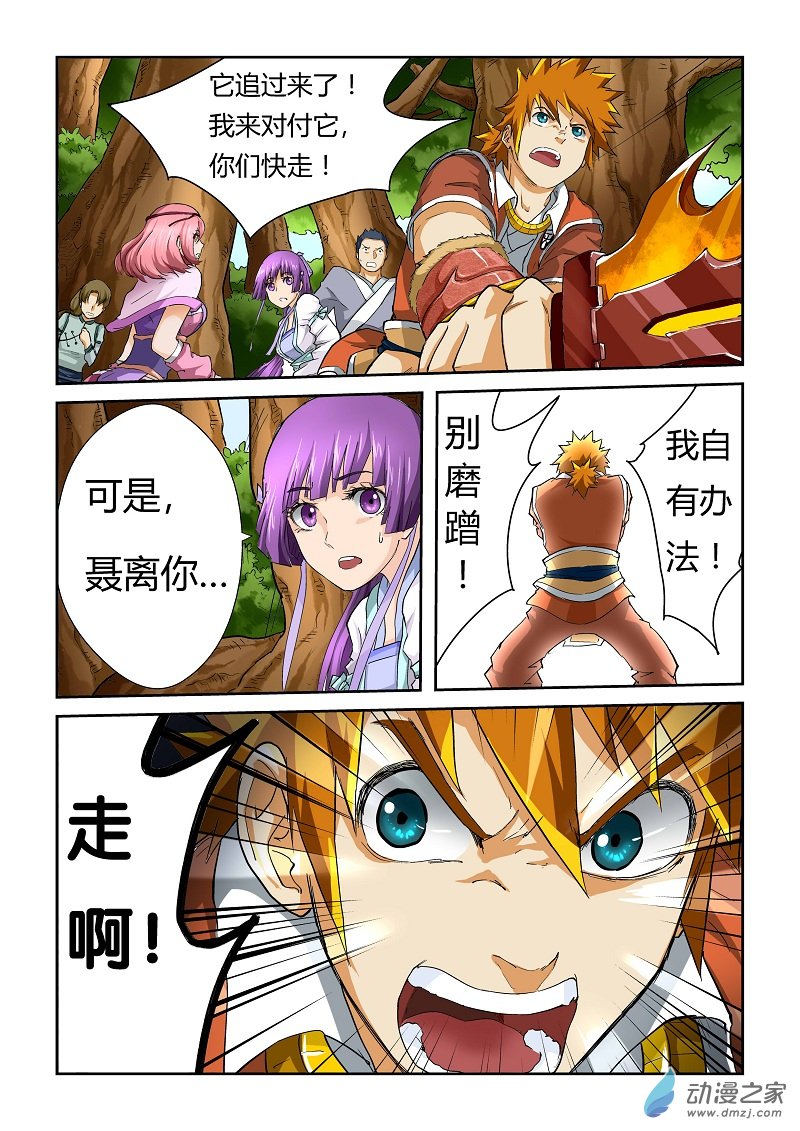 它追过来了！
我来对付它，
你们快走！
可是，
聂离你…
别磨蹭！
我自
有办
法！
走
啊！
动漫之家
www.dmzj.com